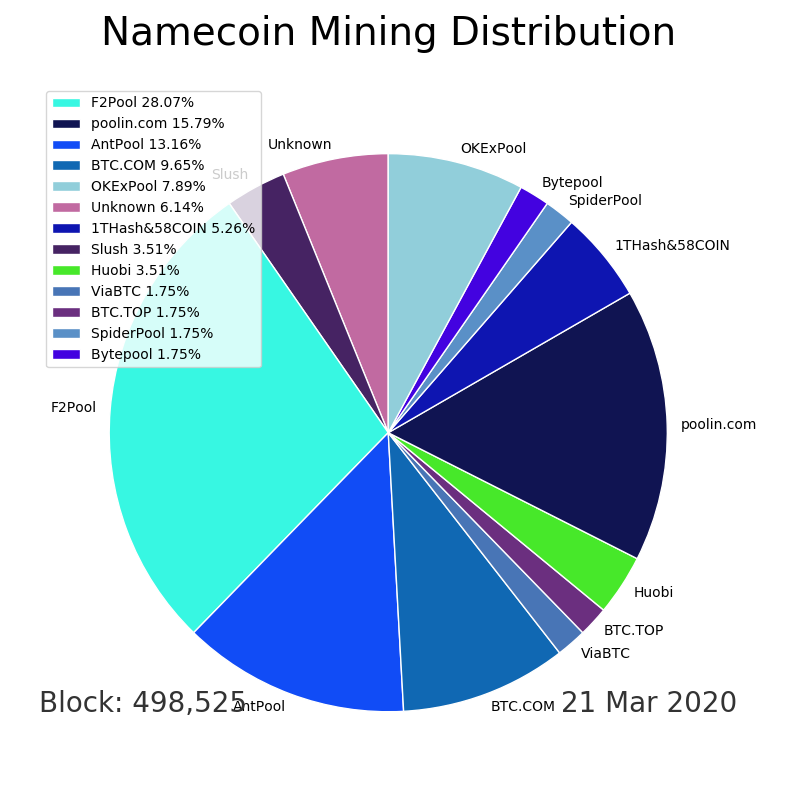 Namecoin Mining Distribution
F2Pool 28.07%
poolin.com 15.79%
AntPool 13.16%
BTC.COM 9.65%
OKExPool 7.89%
Unknown 6.14%
1THash&58COIN 5.26%
Slush 3.51%
Huobi 3.51%
ViaBTC 1.75%
BTC.TOP 1.75%
SpiderPool 1.75%
Bytepool 1.75%
Unknown
Slush
OKExPool
Bytepool
SpiderPool
1THash&58COIN
F2Pool
poolin.com
Huobi
BTC.TOP
ViaBTC
BTC.COM
AntPool
Block: 498,525
21 Mar 2020